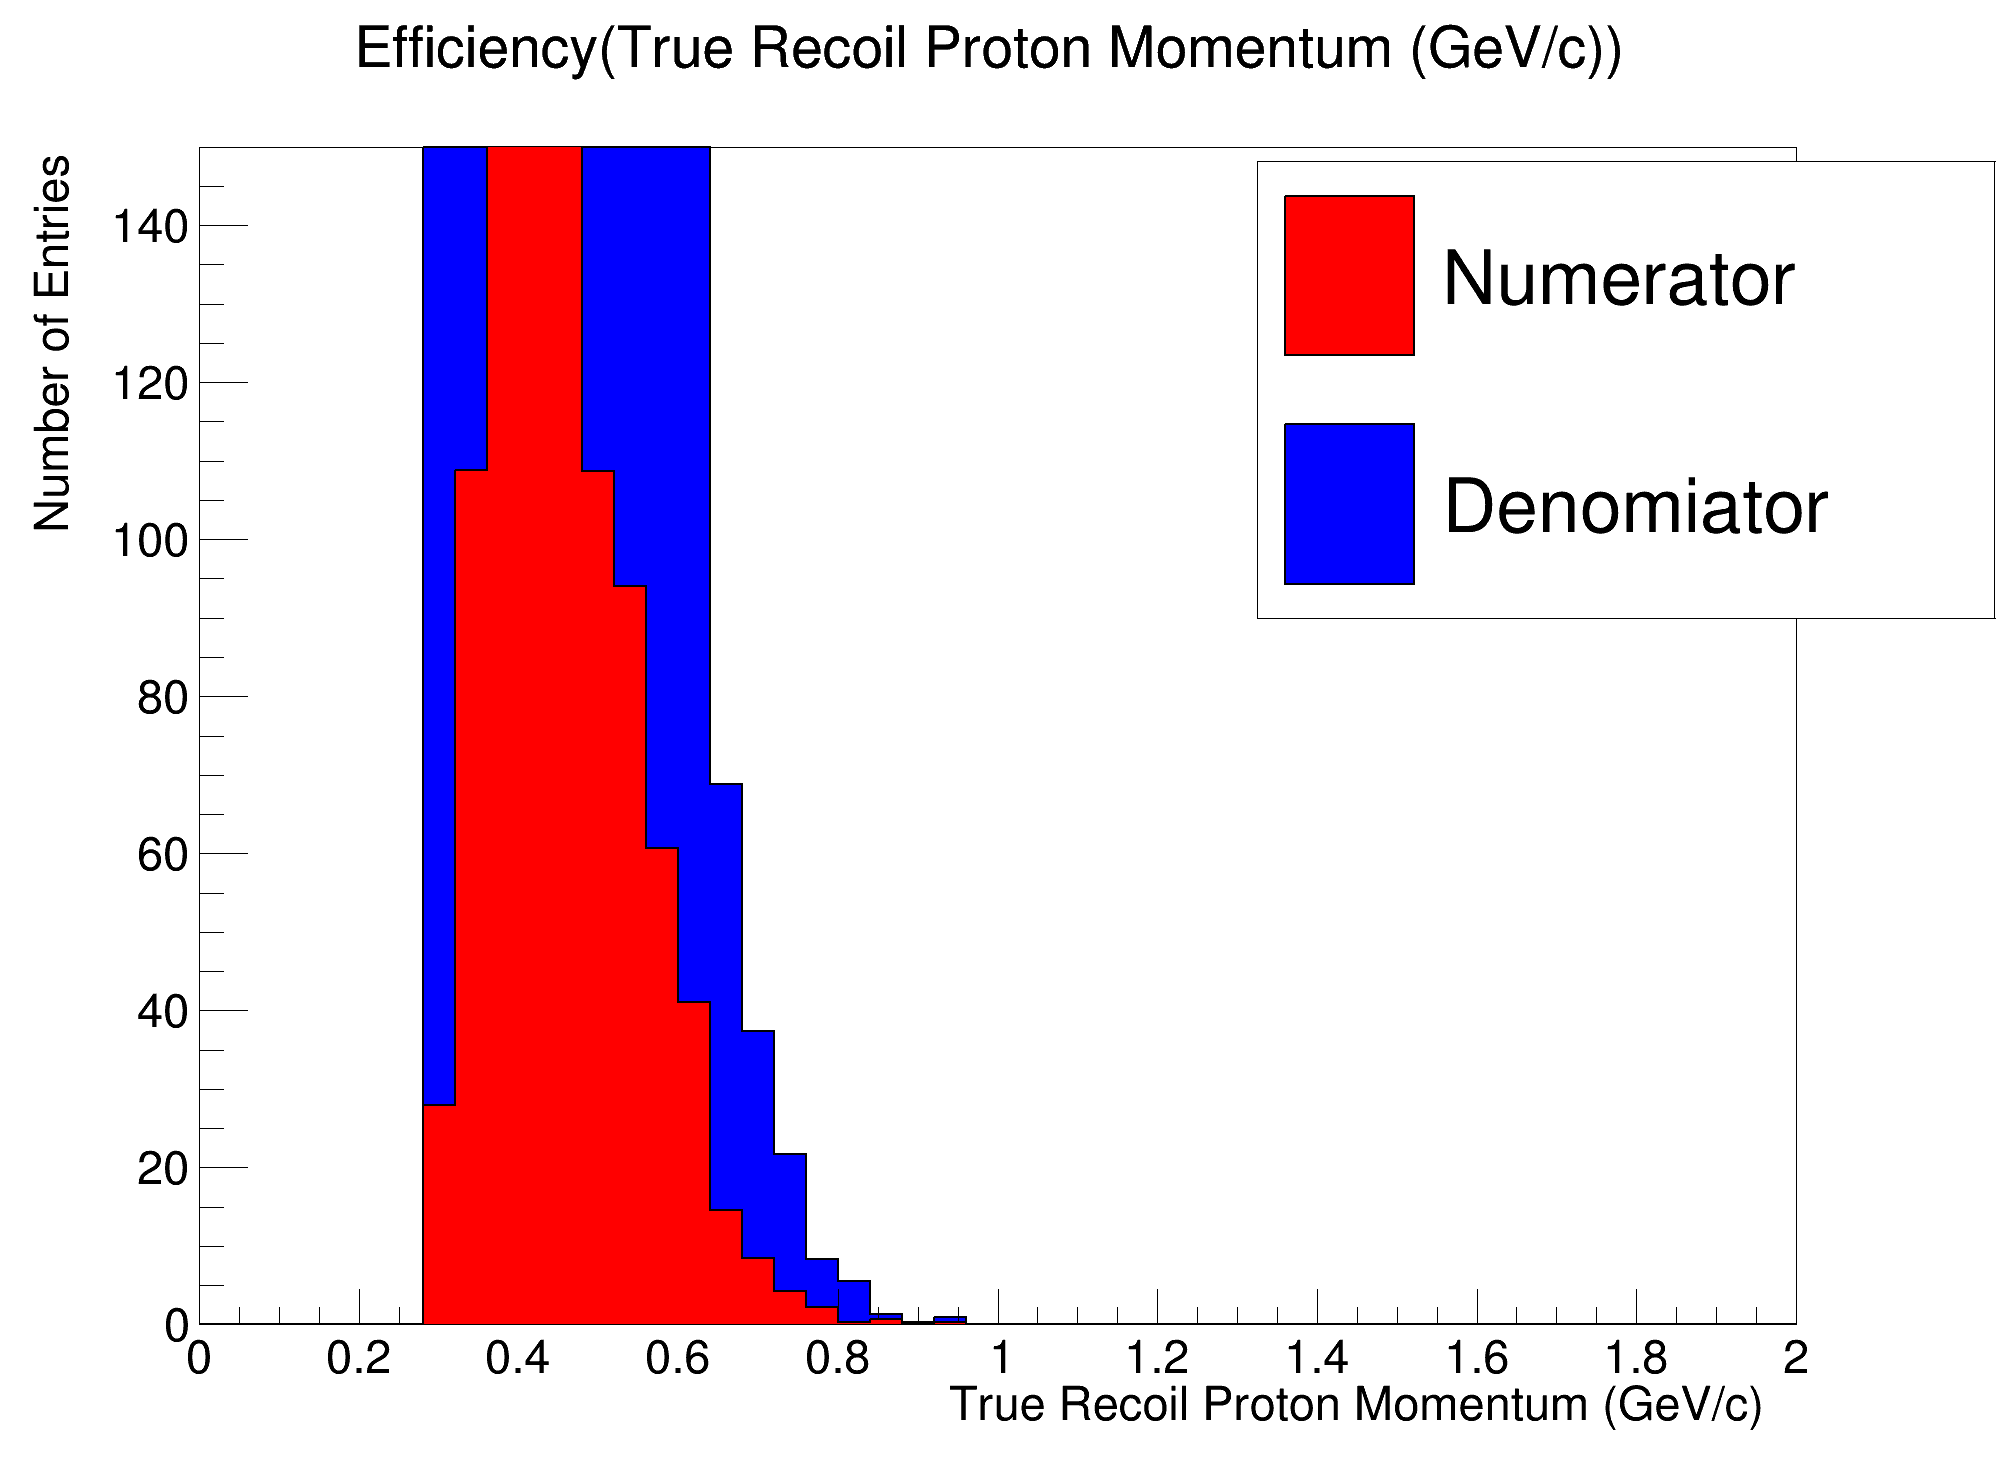 Efficiency(True Recoil Proton Momentum (GeV/c))
Number of Entries
140
120
100
80
60
40
20
0
0 0.2 0.4 0.6 0.8 1 1.2 1.4 1.6 1.8 2
True Recoil Proton Momentum (GeV/c)
Numerator
Denomiator